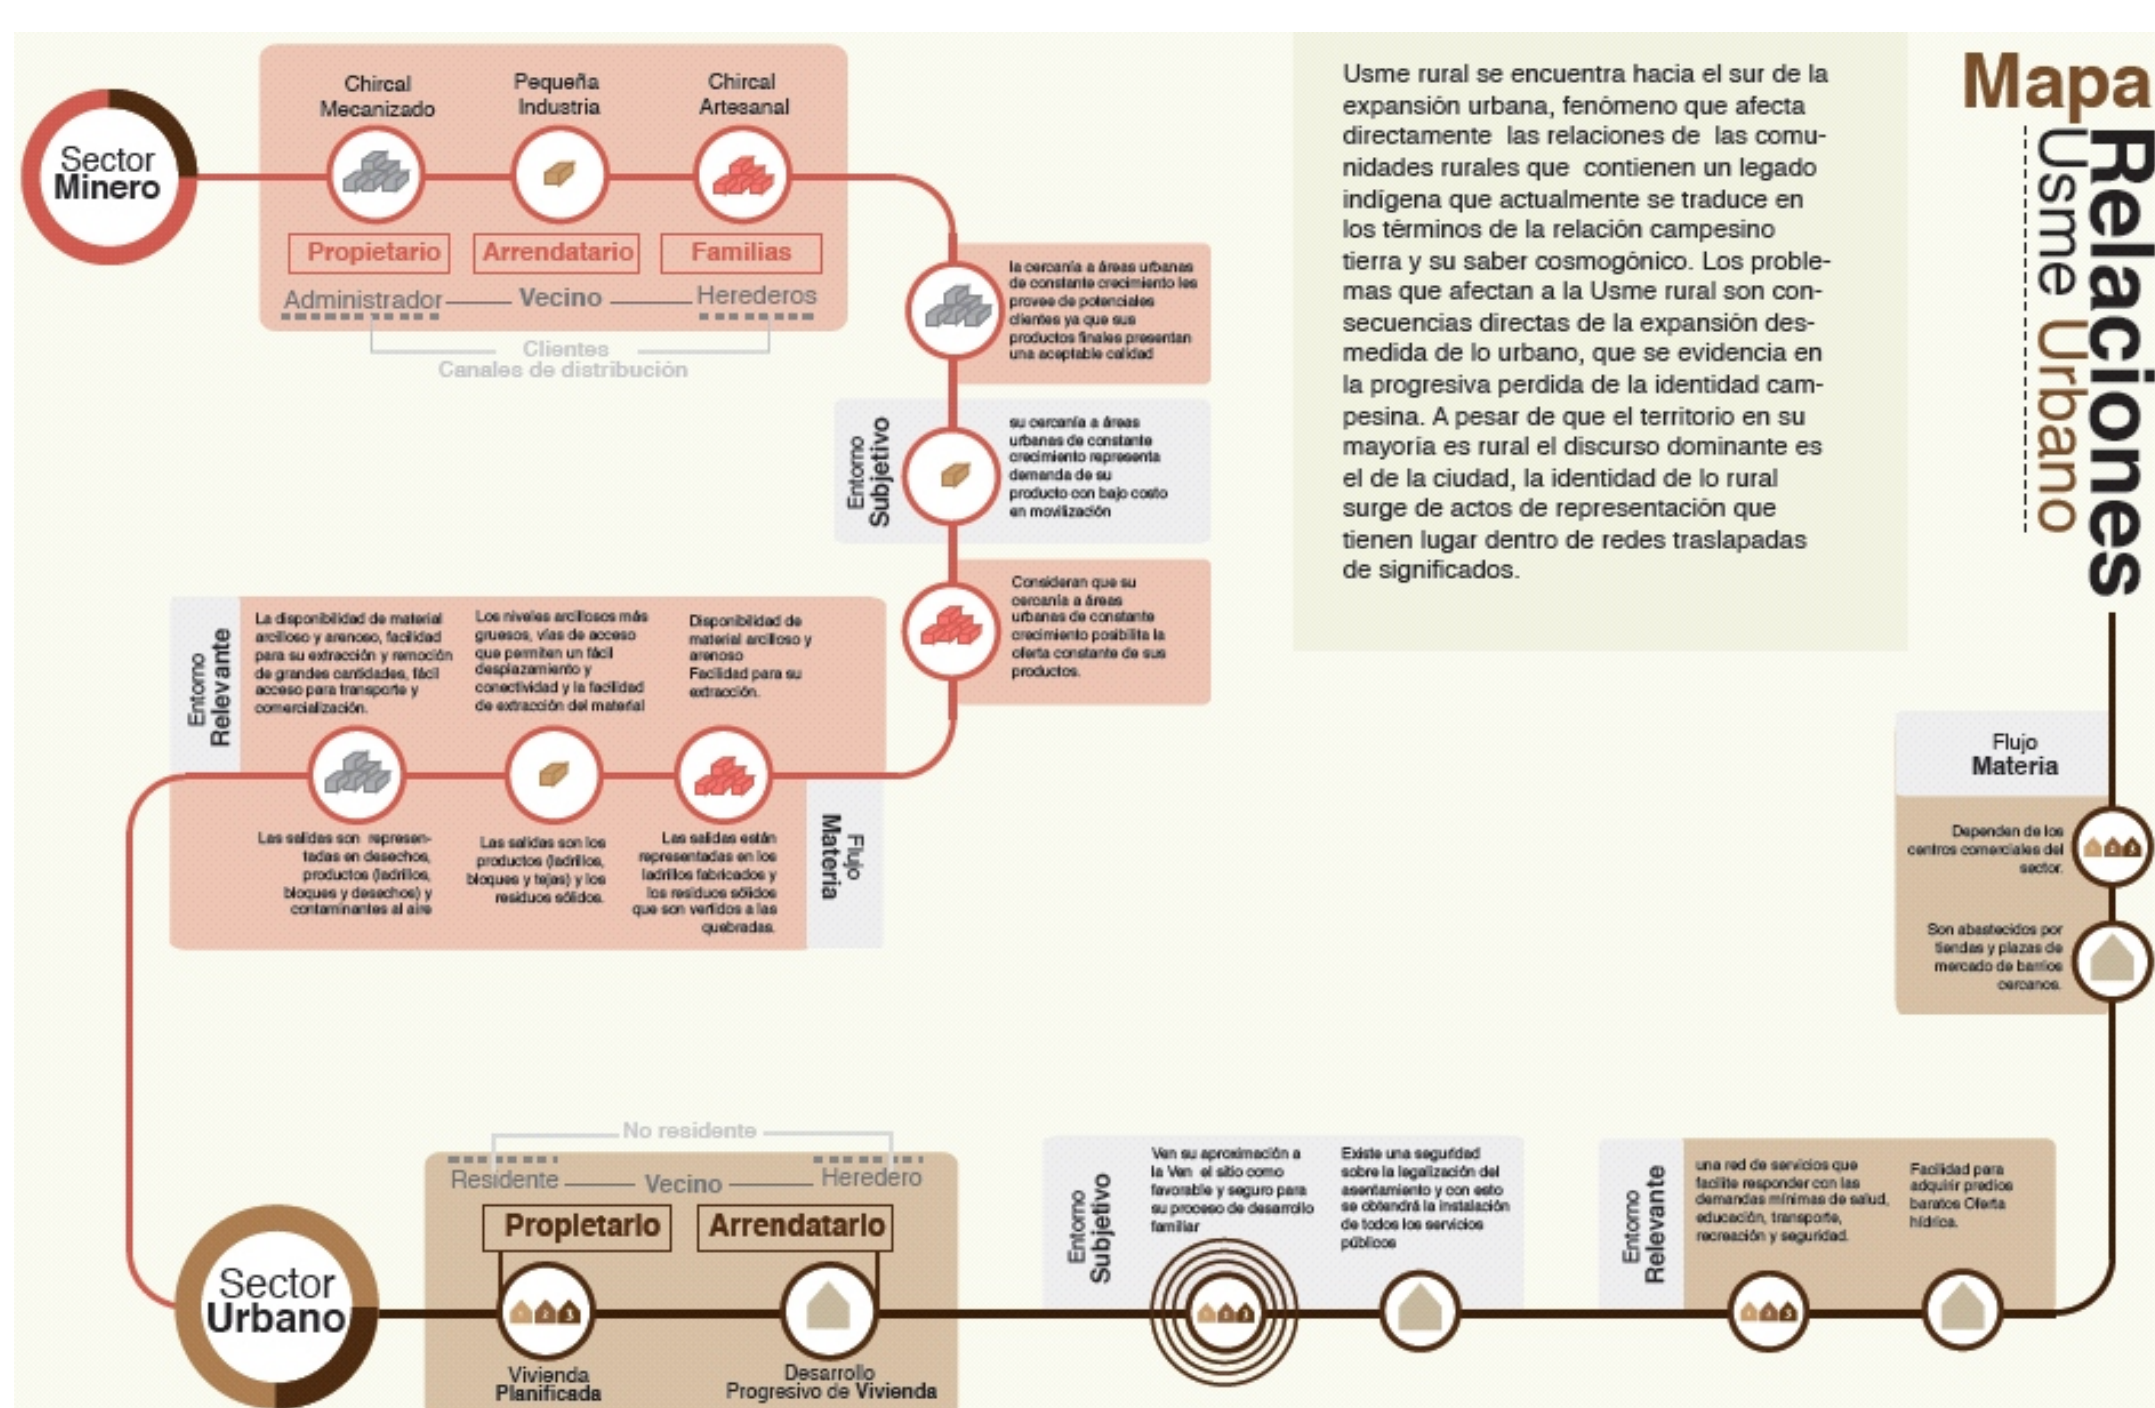 Mapa
Relaciones
Usme Urbano
Usme rural se encuentra hacia el sur de la
expansión urbana, fenómeno que afecta
directamente las relaciones de las comu-
nidades rurales que contienen un legado
indígena que actualmente se traduce en
los términos de la relación campesino
tierra y su saber cosmogónico. Los proble-
mas que afectan a la Usme rural son con-
secuencias directas de la expansión des-
medida de lo urbano, que se evidencia en
la progresiva perdida de la identidad cam-
pesina. A pesar de que el territorio en su
mayoría es rural el discurso dominante es
el de la ciudad, la identidad de lo rural
surge de actos de representación que
tienen lugar dentro de redes traslapadas
de significados.
Sector
Minero
Chircal
Mecanizado
Pequeña
Industria
Chircal
Artesanal
Propietario
Arrendatario
Familias
Administrador
Vecino
Herederos
Clientes
Canales de distribución
la cercanía a áreas urbanas
de constante crecimiento les
provee de potenciales
clientes ya que sus
productos finales presentan
una aceptable calidad
Entorno
Subjetivo
su cercanía a áreas
urbanas de constante
crecimiento representa
demanda de su
producto con bajo costo
en movilización
Consideran que su
cercanía a áreas
urbanas de constante
crecimiento posibilita la
oferta constante de sus
productos.
Entorno
Relevante
La disponibilidad de material
arcilloso y arenoso, facilidad
para su extracción y remoción
de grandes cantidades, fácil
acceso para transporte y
comercialización.
Los niveles arcillosos más
gruesos, vías de acceso
que permiten un fácil
desplazamiento y
conectividad y la facilidad
de extracción del material
Disponibilidad de
material arcilloso y
arenoso
Facilidad para su
extracción.
Las salidas son represen-
tadas en desechos,
productos (ladrillos,
bloques y desechos) y
contaminantes al aire
Las salidas son los
productos (ladrillos,
bloques y tejas) y los
residuos sólidos.
Las salidas están
representadas en los
ladrillos fabricados y
los residuos sólidos
que son vertidos a las
quebradas.
Flujo
Materia
Sector
Urbano
No residente
Residente
Vecino
Heredero
Propietario
Arrendatario
1 2 3
Vivienda
Planificada
Desarrollo
Progresivo de Vivienda
Entorno
Subjetivo
Ven su aproximación a
la Ven el sitio como
favorable y seguro para
su proceso de desarrollo
familiar
1 2 3
Existe una seguridad
sobre la legalización del
asentamiento y con esto
se obtendrá la instalación
de todos los servicios
públicos
Entorno
Relevante
una red de servicios que
facilite responder con las
demandas mínimas de salud,
educación, transporte,
recreación y seguridad.
1 2 3
Facilidad para
adquirir predios
baratos Oferta
hídrica.
Flujo
Materia
Dependen de los
centros comerciales del
sector.
1 2 3
Son abastecidos por
tiendas y plazas de
mercado de barrios
cercanos.